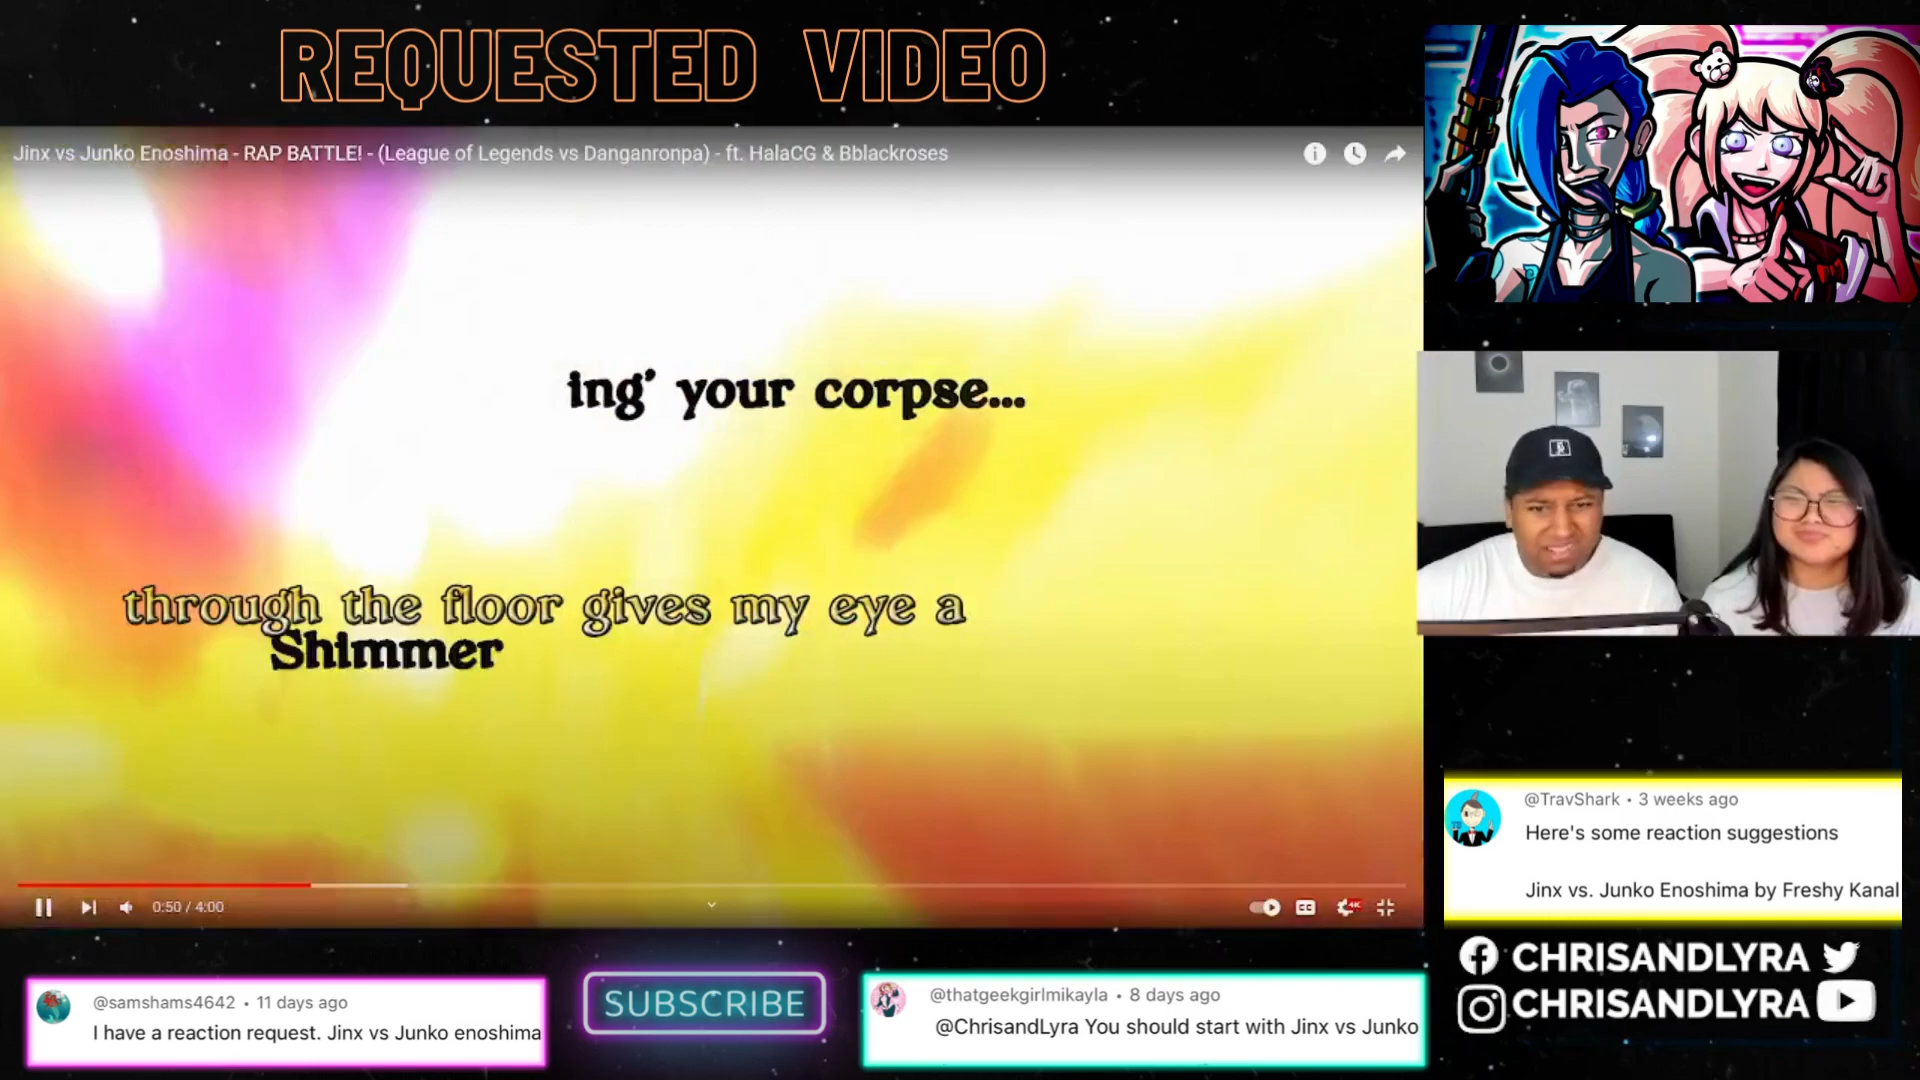 REQUESTED VIDEO
Jinx vs Junko Enoshima - RAP BATTLE! - (League of Legends vs Danganronpa) - ft. HalaCG & Bblackroses
ing' your corpse...
through the floor gives my eye a
Shimmer
0:50 / 4:00
CC
4K
@TravShark • 3 weeks ago
Here's some reaction suggestions
Jinx vs. Junko Enoshima by Freshy Kanal
CHRISANDLYRA
CHRISANDLYRA
@samshams4642 • 11 days ago
I have a reaction request. Jinx vs Junko enoshima
SUBSCRIBE
@thatgeekgirlmikayla • 8 days ago
@ChrisandLyra You should start with Jinx vs Junko